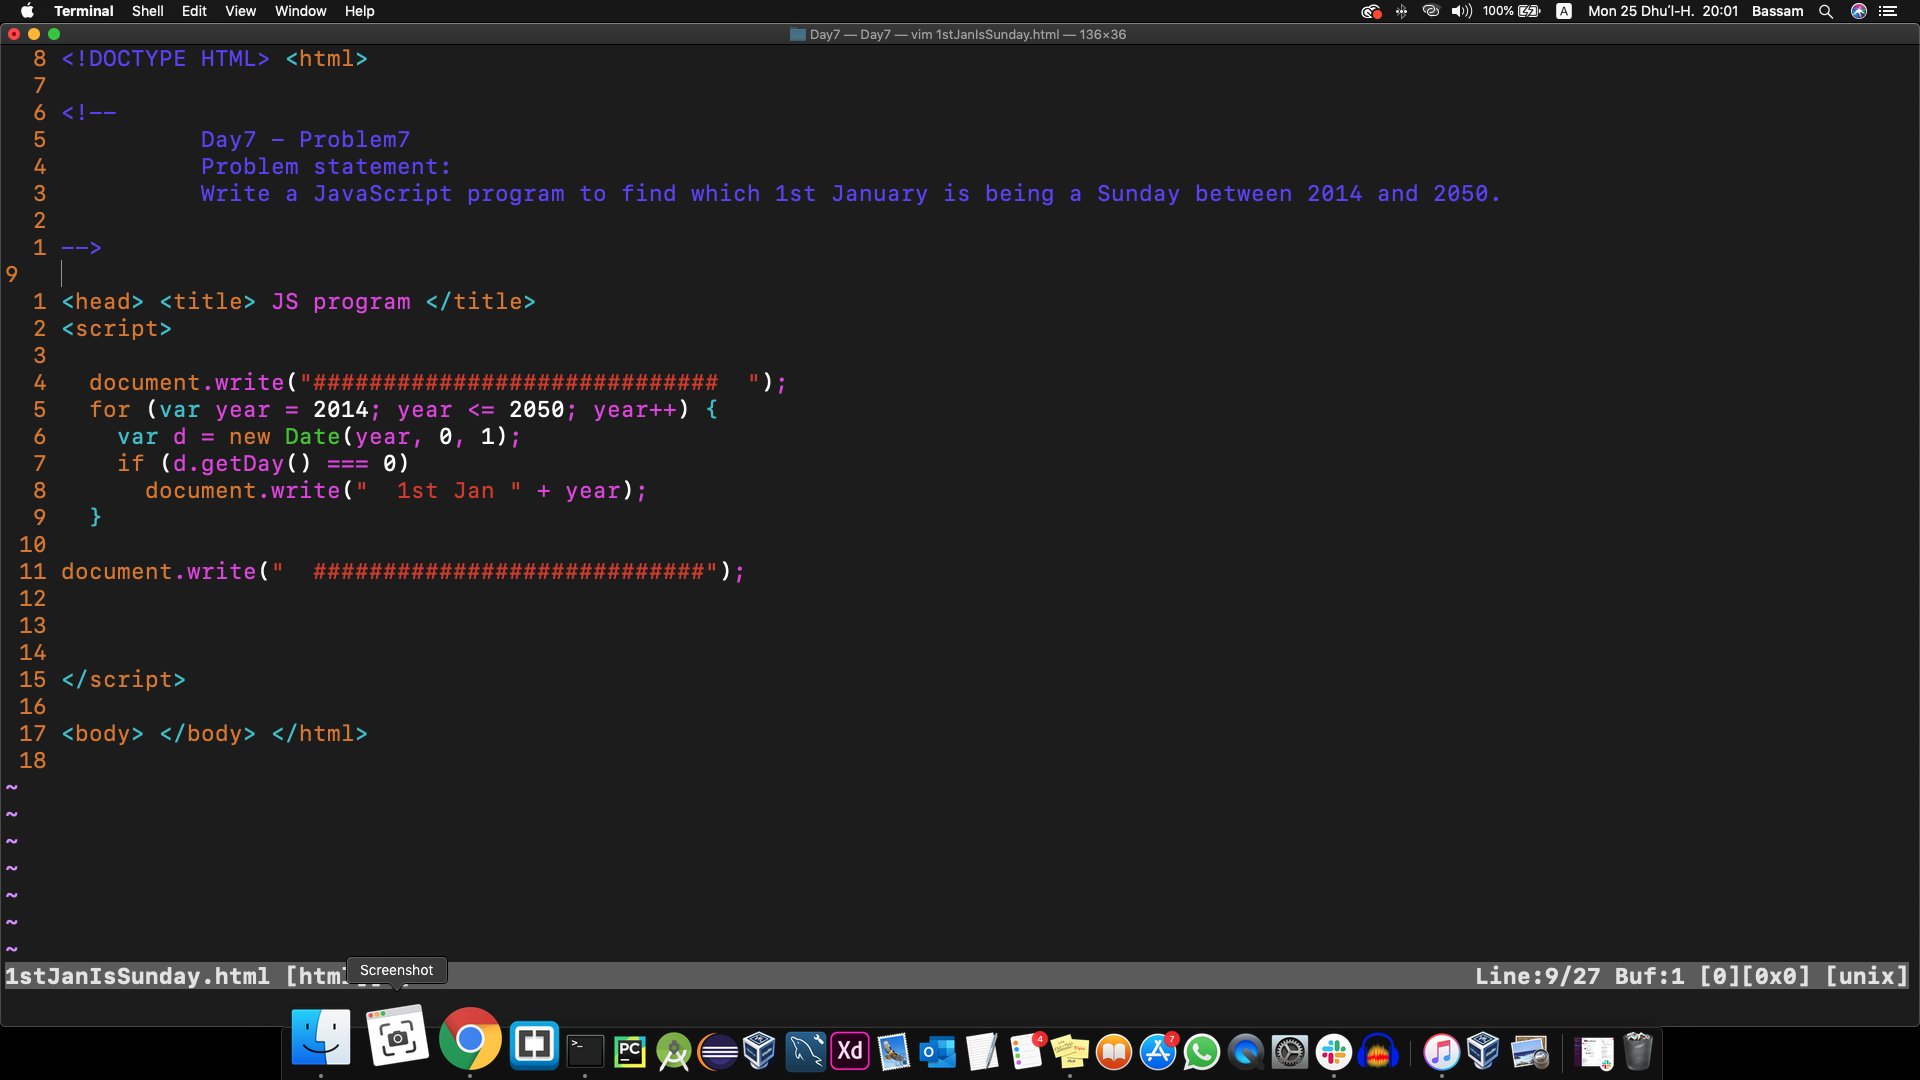 Terminal Shell Edit View Window Help 100% A Mon 25 Dhuʻl-H. 20:01 Bassam
Day7 — Day7 — vim 1stJanIsSunday.html — 136×36
8 <!DOCTYPE HTML> <html>
7
6 <!--
5 Day7 - Problem7
4 Problem statement:
3 Write a JavaScript program to find which 1st January is being a Sunday between 2014 and 2050.
2
1 -->
9
1 <head> <title> JS program </title>
2 <script>
3
4 document.write("#############################  ");
5 for (var year = 2014; year <= 2050; year++) {
6 var d = new Date(year, 0, 1);
7 if (d.getDay() === 0)
8 document.write("  1st Jan " + year);
9 }
10
11 document.write("  ############################");
12
13
14
15 </script>
16
17 <body> </body> </html>
18
~
~
~
~
~
~
~
1stJanIsSunday.html [html Line:9/27 Buf:1 [0][0x0] [unix]
Screenshot
>_ PC Xd 4 7